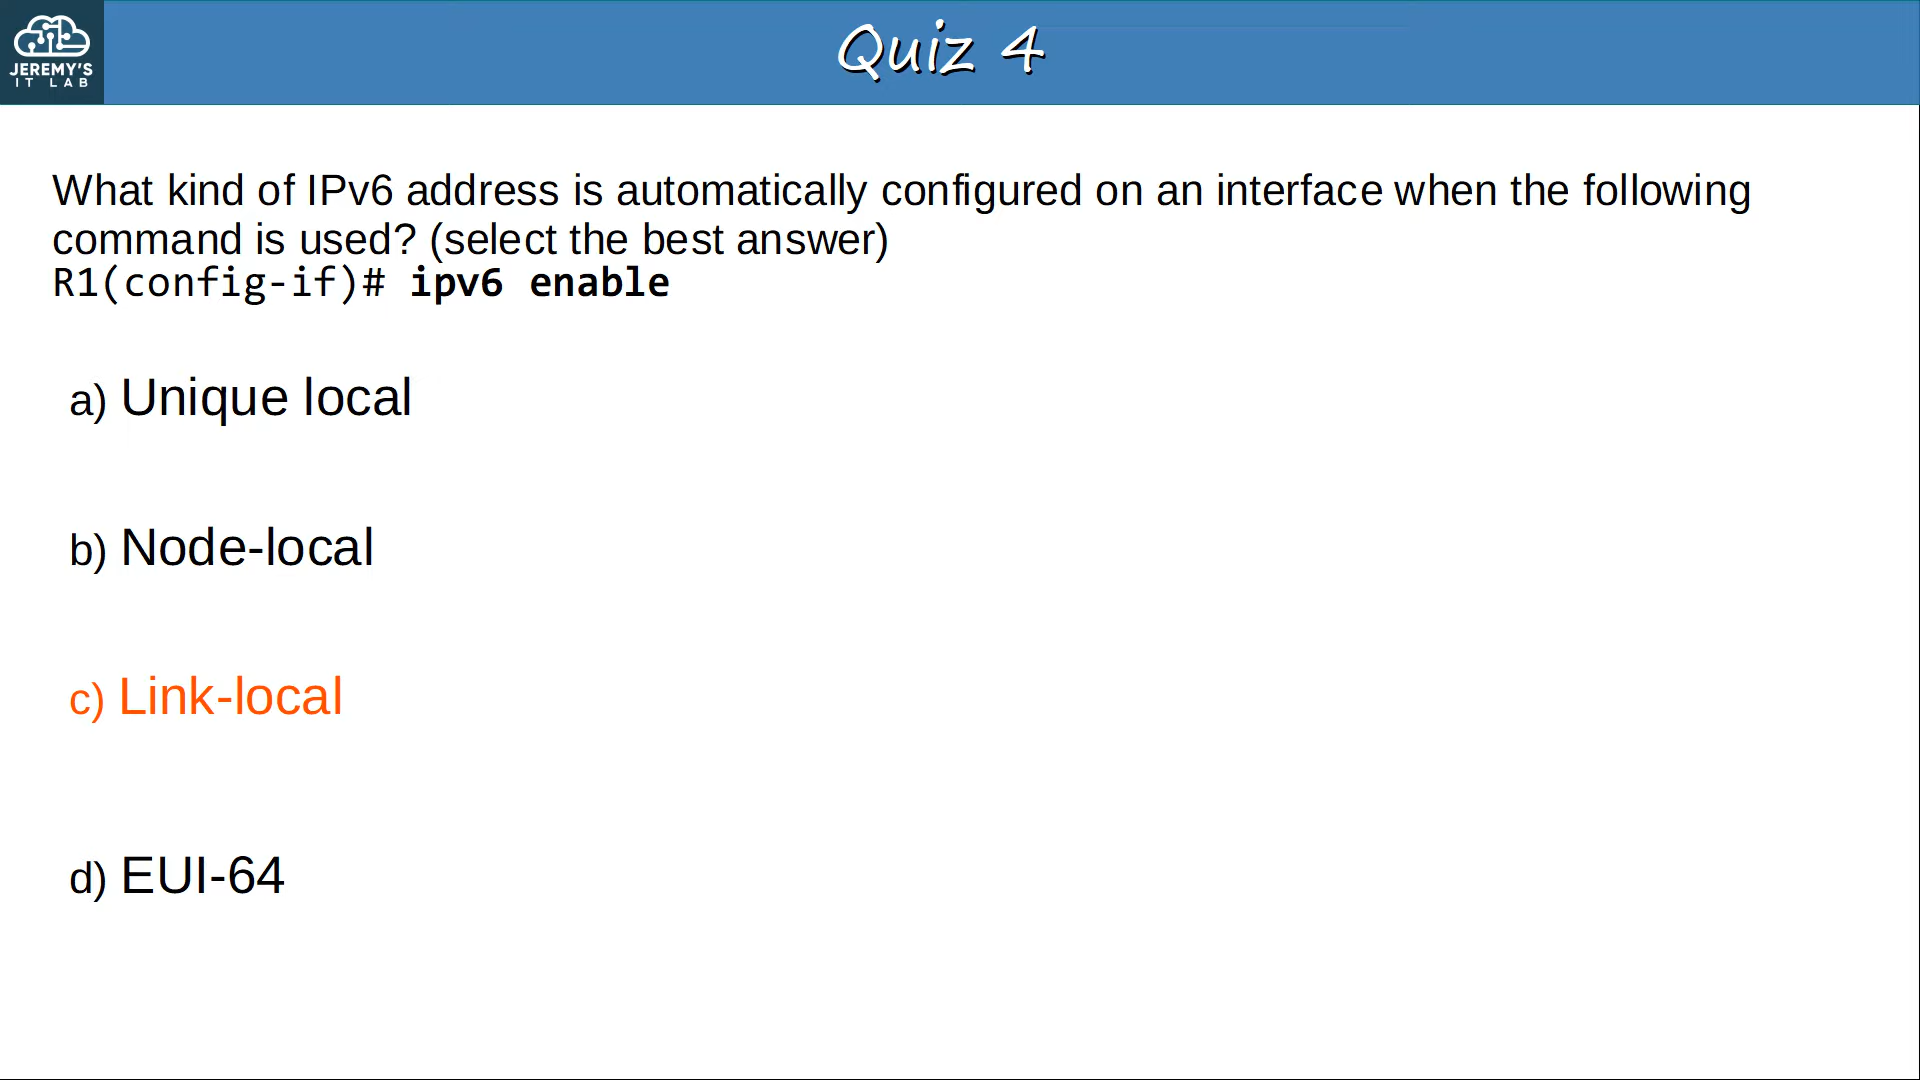 JEREMY'S
IT LAB
Quiz 4
What kind of IPv6 address is automatically configured on an interface when the following
command is used? (select the best answer)
R1(config-if)# ipv6 enable
a) Unique local
b) Node-local
c) Link-local
d) EUI-64